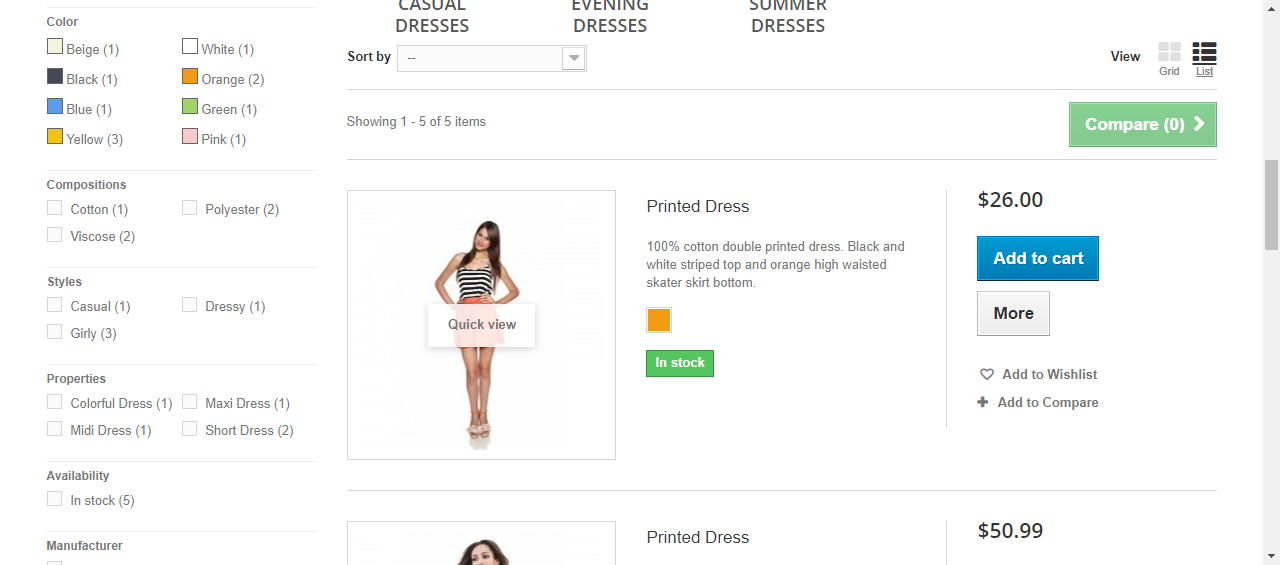 CASUAL DRESSES
EVENING DRESSES
SUMMER DRESSES
Color
Beige (1)
White (1)
Black (1)
Orange (2)
Blue (1)
Green (1)
Yellow (3)
Pink (1)
Compositions
Cotton (1)
Polyester (2)
Viscose (2)
Styles
Casual (1)
Dressy (1)
Girly (3)
Properties
Colorful Dress (1)
Maxi Dress (1)
Midi Dress (1)
Short Dress (2)
Availability
In stock (5)
Manufacturer
Sort by
--
View
Grid
List
Showing 1 - 5 of 5 items
Compare (0)
Quick view
Printed Dress
100% cotton double printed dress. Black and
white striped top and orange high waisted
skater skirt bottom.
In stock
$26.00
Add to cart
More
Add to Wishlist
Add to Compare
Printed Dress
$50.99